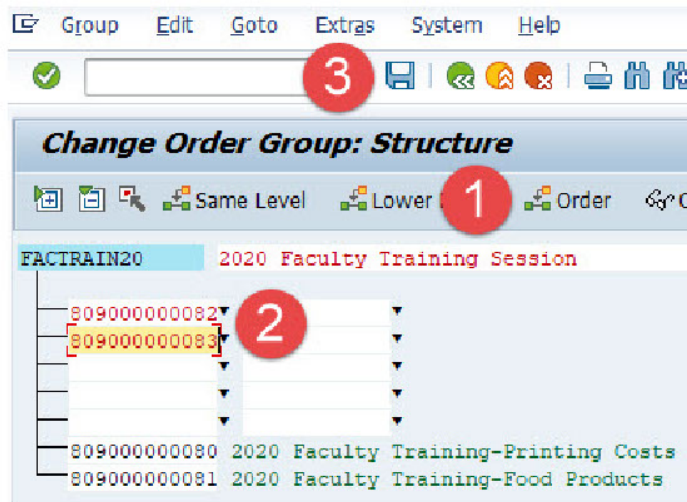 Group Edit Goto Extras System Help
3
Change Order Group: Structure
Same Level Lower 1 Order
FACTRAIN20 2020 Faculty Training Session
809000000082
2
809000000083
809000000080 2020 Faculty Training-Printing Costs
809000000081 2020 Faculty Training-Food Products